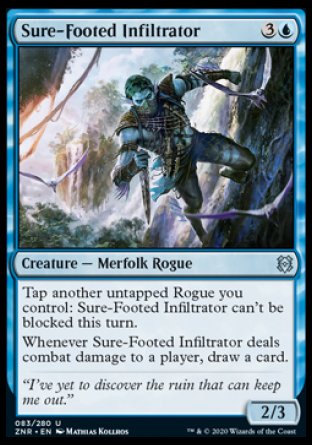 Sure-Footed Infiltrator 3
Creature — Merfolk Rogue
Tap another untapped Rogue you
control: Sure-Footed Infiltrator can't be
blocked this turn.
Whenever Sure-Footed Infiltrator deals
combat damage to a player, draw a card.
"I've yet to discover the ruin that can keep
me out."
2/3
083/280 U
ZNR • EN Mathias Kollros
™ & © 2020 Wizards of the Coast